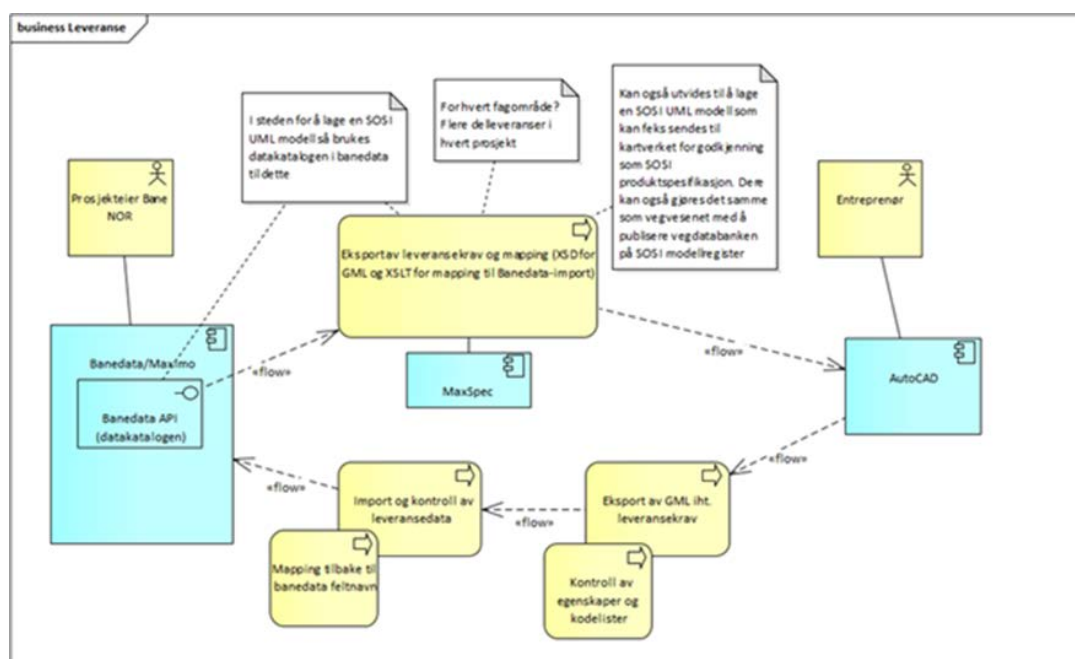 business Leveranse
I steden for å lage en SOSI
UML modell så brukes
datakatalogen i banedata
til dette
For hvert fagområde?
Flere delleveranser i
hvert prosjekt
Kan også utvides til å lage
en SOSI UML modell som
kan feks sendes til
kartverket for godkjenning
som SOSI
produktspesifikasjon. Dere
kan også gjøres det samme
som vegvesenet med å
publisere vegdatabanken
på SOSI modellregister
Prosjekteier Bane
NOR
Entreprenør
Eksport av leveransekrav og mapping (XSD for
GML og XSLT for mapping til Banedata-import)
«flow»
«flow»
Banedata/Maximo
Banedata API
(datakatalogen)
MaxSpec
AutoCAD
«flow»
«flow»
«flow»
Import og kontroll av
leveransedata
Eksport av GML iht.
leveransekrav
Mapping tilbake til
banedata feltnavn
Kontroll av
egenskaper og
kodelister